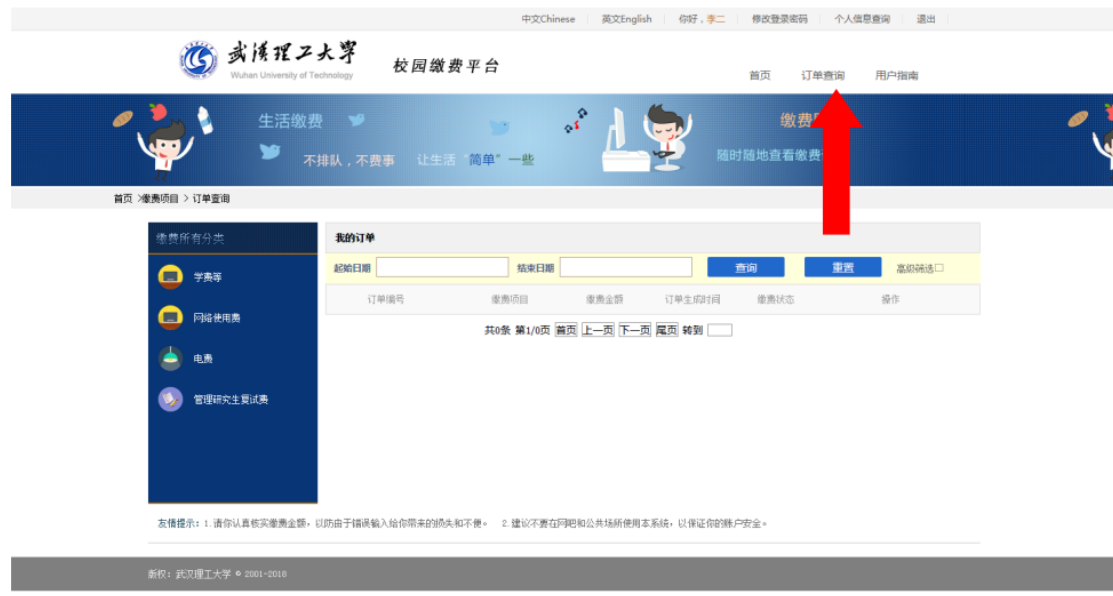 中文Chinese 英文English 你好,李二 修改登录密码 个人信息查询 退出
武汉理工大学
Wuhan University of Technology
校园缴费平台
首页 订单查询 用户指南
生活缴费
不排队,不费事 让生活“简单”一些
缴费
随时随地查看缴费
首页 >缴费项目 > 订单查询
缴费所有分类
学费等
网络使用费
电费
管理研究生复试费
我的订单
起始日期 结束日期 查询 重置 高级筛选
订单编号 缴费项目 缴费金额 订单生成时间 缴费状态 操作
共0条 第1/0页 首页 上一页 下一页 尾页 转到
友情提示:1.请你认真核实缴费金额,以防由于错误输入给你带来的损失和不便。 2.建议不要在网吧和公共场所使用本系统,以保证你的账户安全。
版权:武汉理工大学 © 2001-2018